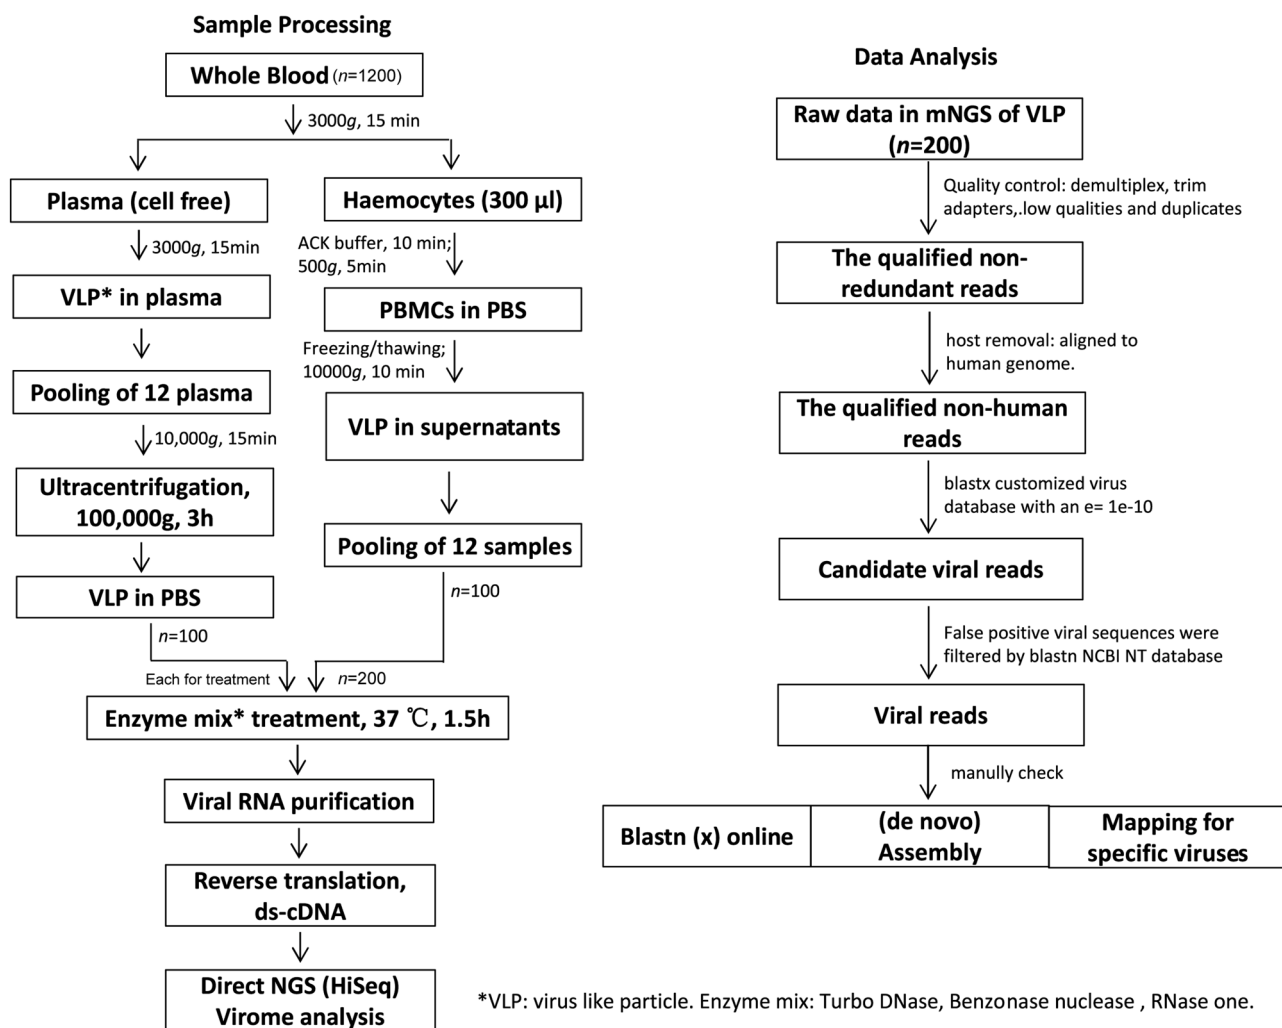 Sample Processing
Whole Blood (n=1200)
3000g, 15 min
Plasma (cell free)
3000g, 15min
VLP* in plasma
Pooling of 12 plasma
10,000g, 15min
Ultracentrifugation,
100,000g, 3h
VLP in PBS
n=100
Each for treatment
Haemocytes (300 µl)
ACK buffer, 10 min;
500g, 5min
PBMCs in PBS
Freezing/thawing;
10000g, 10 min
VLP in supernatants
Pooling of 12 samples
n=100
n=200
Enzyme mix* treatment, 37 ℃, 1.5h
Viral RNA purification
Reverse translation,
ds-cDNA
Direct NGS (HiSeq)
Virome analysis
Data Analysis
Raw data in mNGS of VLP
(n=200)
Quality control: demultiplex, trim
adapters,.low qualities and duplicates
The qualified non-
redundant reads
host removal: aligned to
human genome.
The qualified non-human
reads
blastx customized virus
database with an e= 1e-10
Candidate viral reads
False positive viral sequences were
filtered by blastn NCBI NT database
Viral reads
manully check
Blastn (x) online
(de novo)
Assembly
Mapping for
specific viruses
*VLP: virus like particle. Enzyme mix: Turbo DNase, Benzonase nuclease , RNase one.